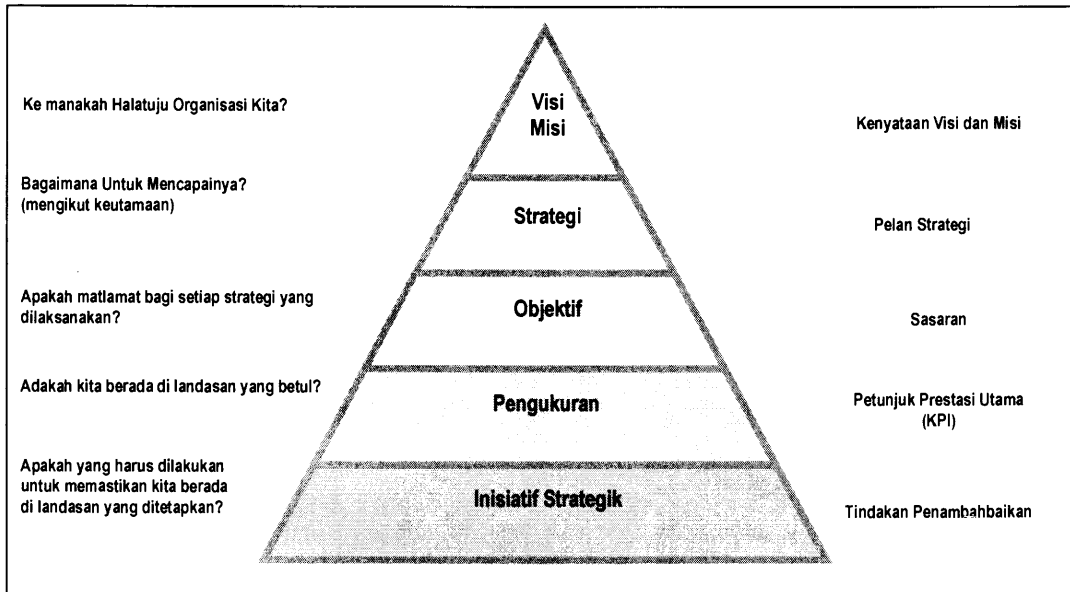 Ke manakah Halatuju Organisasi Kita?
Visi
Misi
Kenyataan Visi dan Misi
Bagaimana Untuk Mencapainya?
(mengikut keutamaan)
Strategi
Pelan Strategi
Apakah matlamat bagi setiap strategi yang
dilaksanakan?
Objektif
Sasaran
Adakah kita berada di landasan yang betul?
Pengukuran
Petunjuk Prestasi Utama
(KPI)
Apakah yang harus dilakukan
untuk memastikan kita berada
di landasan yang ditetapkan?
Inisiatif Strategik
Tindakan Penambahbaikan